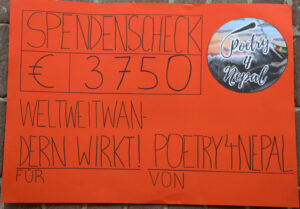 SPENDENSCHECK
€ 3750
Poetry
4
Nepal
WELTWEITWAN-
DERN WIRKT! POETRY4NEPAL
FÜR VON